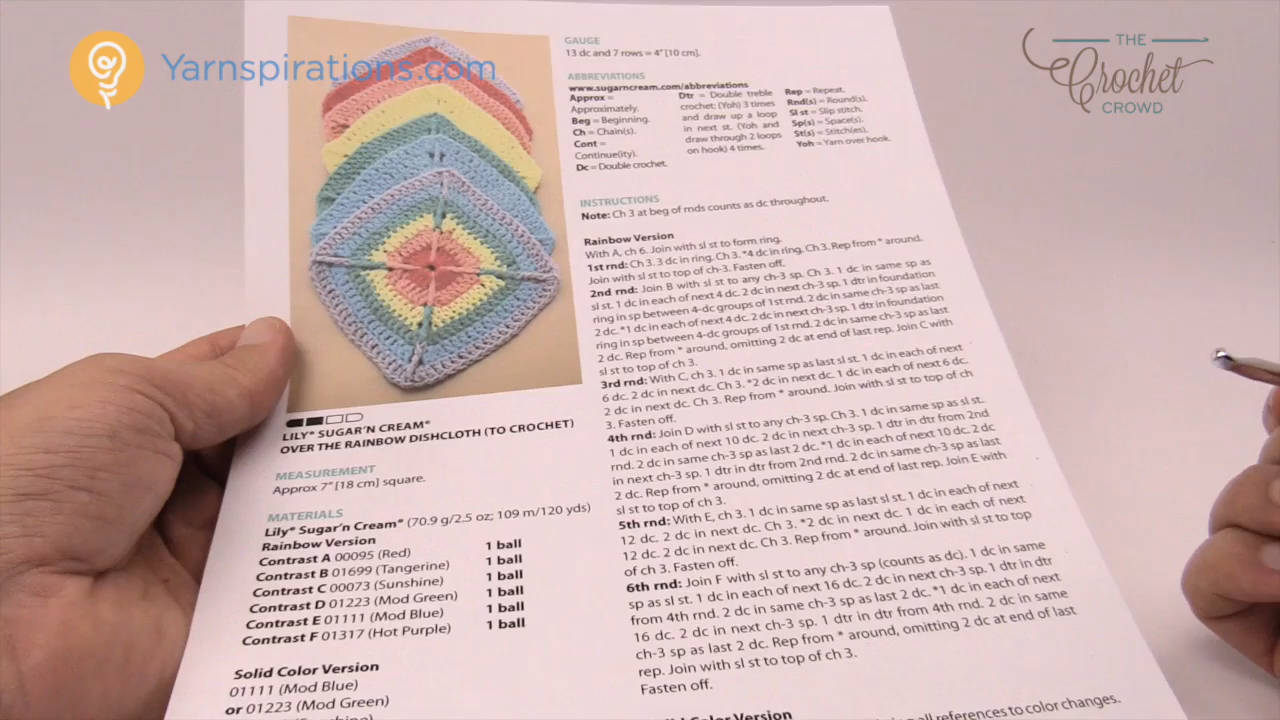 Yarnspirations.com
THE
Crochet
CROWD
LILY® SUGAR'N CREAM®
OVER THE RAINBOW DISHCLOTH (TO CROCHET)
MEASUREMENT
Approx 7" [18 cm] square.
MATERIALS
Lily® Sugar'n Cream® (70.9 g/2.5 oz; 109 m/120 yds)
Rainbow Version
Contrast A 00095 (Red) 1 ball
Contrast B 01699 (Tangerine) 1 ball
Contrast C 00073 (Sunshine) 1 ball
Contrast D 01223 (Mod Green) 1 ball
Contrast E 01111 (Mod Blue) 1 ball
Contrast F 01317 (Hot Purple) 1 ball
Solid Color Version
01111 (Mod Blue)
or 01223 (Mod Green)
GAUGE
13 dc and 7 rows = 4" [10 cm].
ABBREVIATIONS
www.sugarncream.com/abbreviations
Approx =
Approximately.
Beg = Beginning.
Ch = Chain(s).
Cont =
Continue(ity).
Dc = Double crochet.
Dtr = Double treble
crochet; (Yoh) 3 times
and draw up a loop
in next st. (Yoh and
draw through 2 loops
on hook) 4 times.
Rep = Repeat.
Rnd(s) = Round(s).
Sl st = Slip stitch.
Sp(s) = Space(s).
St(s) = Stitch(es).
Yoh = Yarn over hook.
INSTRUCTIONS
Note: Ch 3 at beg of rnds counts as dc throughout.
Rainbow Version
With A, ch 6. Join with sl st to form ring.
1st rnd: Ch 3. 3 dc in ring. Ch 3. *4 dc in ring. Ch 3. Rep from * around.
Join with sl st to top of ch-3. Fasten off.
2nd rnd: Join B with sl st to any ch-3 sp. Ch 3. 1 dc in same sp as
sl st. 1 dc in each of next 4 dc. 2 dc in next ch-3 sp. 1 dtr in foundation
ring in sp between 4-dc groups of 1st rnd. 2 dc in same ch-3 sp as last
2 dc. *1 dc in each of next 4 dc. 2 dc in next ch-3 sp. 1 dtr in foundation
ring in sp between 4-dc groups of 1st rnd. 2 dc in same ch-3 sp as last
2 dc. Rep from * around, omitting 2 dc at end of last rep. Join C with
sl st to top of ch 3.
3rd rnd: With C, ch 3. 1 dc in same sp as last sl st. 1 dc in each of next
6 dc. 2 dc in next dc. Ch 3. *2 dc in next dc. 1 dc in each of next 6 dc.
2 dc in next dc. Ch 3. Rep from * around. Join with sl st to top of ch
3. Fasten off.
4th rnd: Join D with sl st to any ch-3 sp. Ch 3. 1 dc in same sp as sl st.
1 dc in each of next 10 dc. 2 dc in next ch-3 sp. 1 dtr in dtr from 2nd
rnd. 2 dc in same ch-3 sp as last 2 dc. *1 dc in each of next 10 dc. 2 dc
in next ch-3 sp. 1 dtr in dtr from 2nd rnd. 2 dc in same ch-3 sp as last
2 dc. Rep from * around, omitting 2 dc at end of last rep. Join E with
sl st to top of ch 3.
5th rnd: With E, ch 3. 1 dc in same sp as last sl st. 1 dc in each of next
12 dc. 2 dc in next dc. Ch 3. *2 dc in next dc. 1 dc in each of next
12 dc. 2 dc in next dc. Ch 3. Rep from * around. Join with sl st to top
of ch 3. Fasten off.
6th rnd: Join F with sl st to any ch-3 sp (counts as dc). 1 dc in same
sp as sl st. 1 dc in each of next 16 dc. 2 dc in next ch-3 sp. 1 dtr in dtr
from 4th rnd. 2 dc in same ch-3 sp as last 2 dc. *1 dc in each of next
16 dc. 2 dc in next ch-3 sp. 1 dtr in dtr from 4th rnd. 2 dc in same
ch-3 sp as last 2 dc. Rep from * around, omitting 2 dc at end of last
rep. Join with sl st to top of ch 3.
Fasten off.
Color Version
all references to color changes.